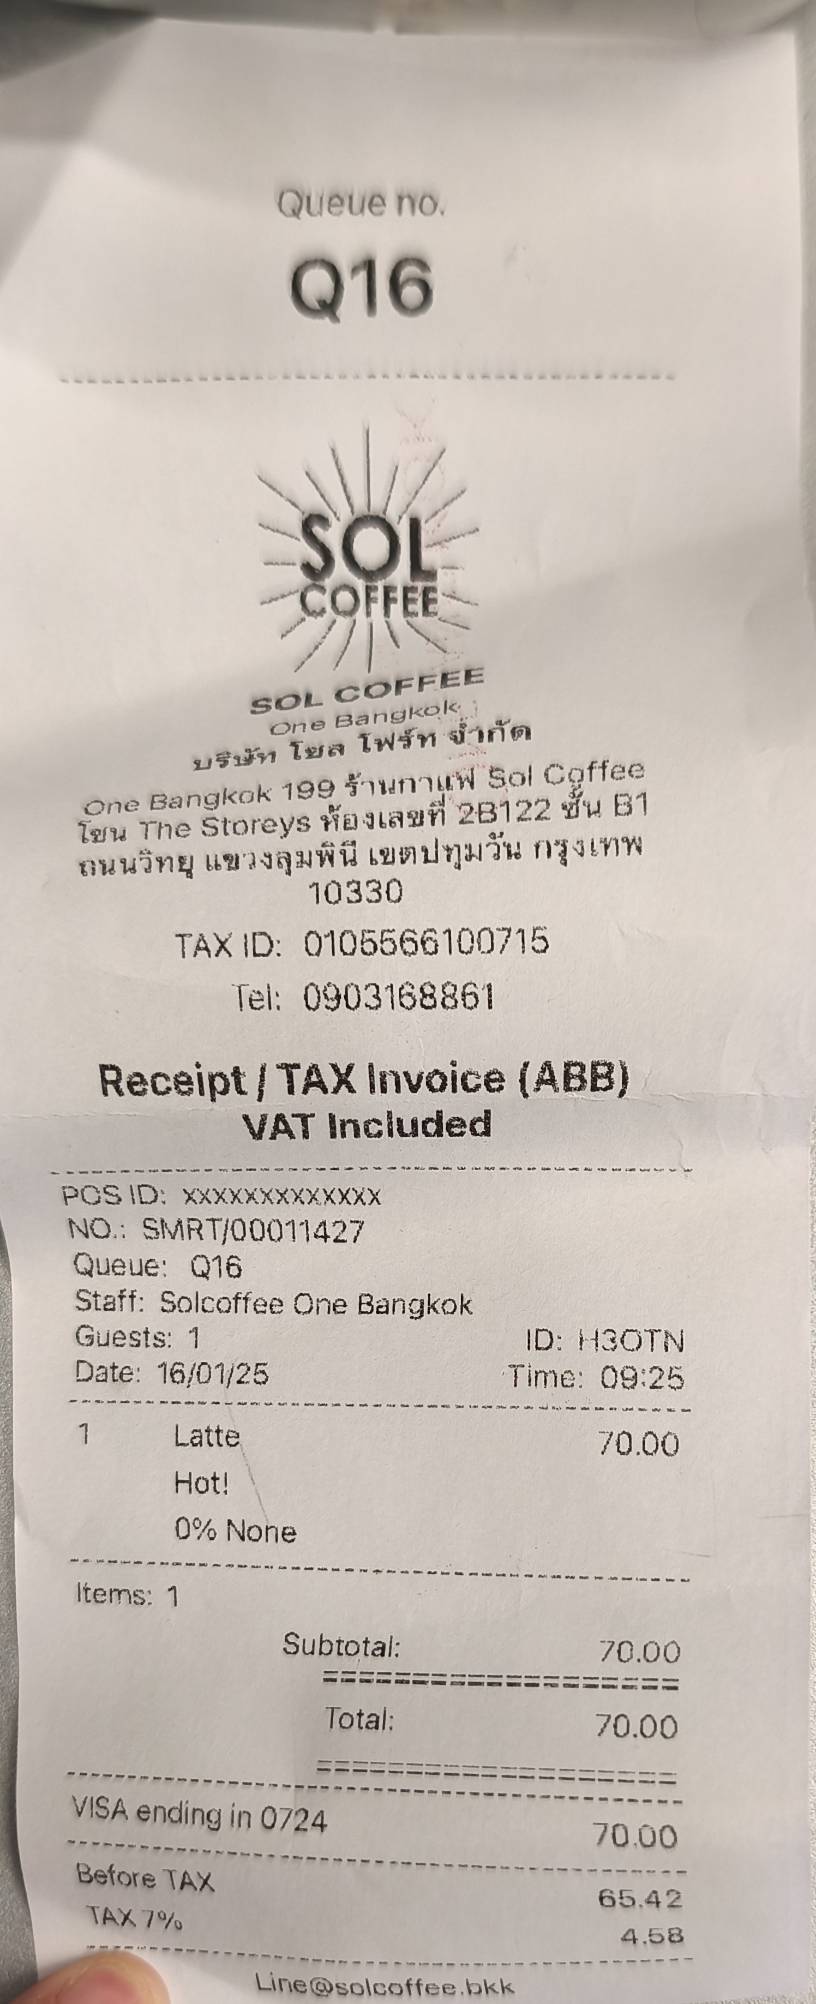 Queue no.
Q16
SOL
COFFEE
SOL COFFEE
One Bangkok
บริษัท โซล โฟร์ท จำกัด
One Bangkok 199 ร้านกาแฟ Sol Coffee
โซน The Storeys ห้องเลขที่ 2B122 ชั้น B1
ถนนวิทยุ แขวงลุมพินี เขตปทุมวัน กรุงเทพ
10330
TAX ID: 0105566100715
Tel: 0903168861
Receipt / TAX Invoice (ABB)
VAT Included
POS ID: xxxxxxxxxxxxx
NO.: SMRT/00011427
Queue: Q16
Staff: Solcoffee One Bangkok
Guests: 1 ID: H3OTN
Date: 16/01/25 Time: 09:25
1 Latte 70.00
Hot!
0% None
Items: 1
Subtotal: 70.00
Total: 70.00
VISA ending in 0724 70.00
Before TAX 65.42
TAX 7% 4.58
Line@solcoffee.bkk